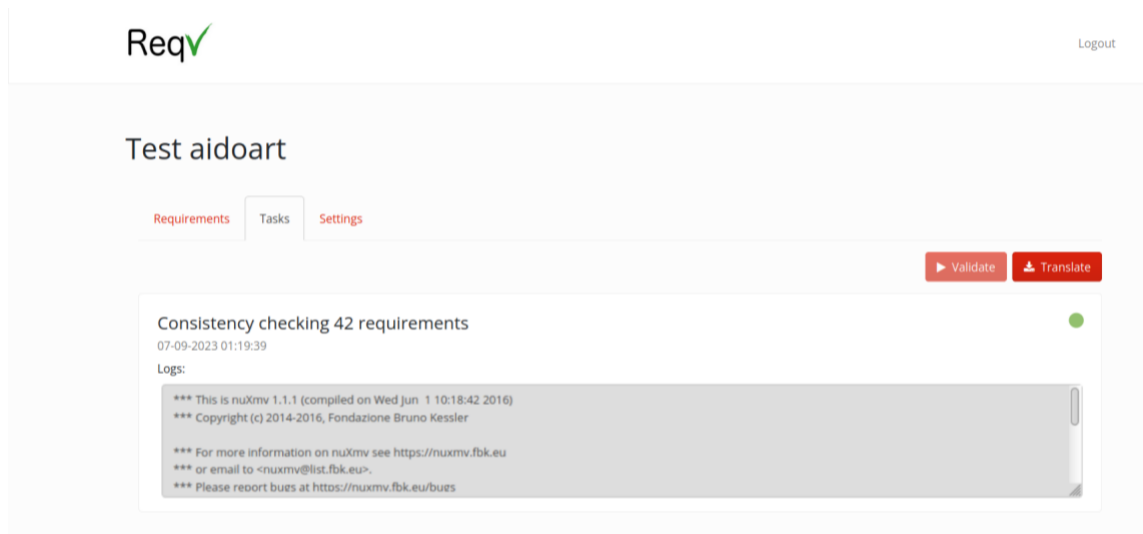 Req✓
Logout
Test aidoart
Requirements Tasks Settings
Validate Translate
Consistency checking 42 requirements
07-09-2023 01:19:39
Logs:
*** This is nuXmv 1.1.1 (compiled on Wed Jun  1 10:18:42 2016)
*** Copyright (c) 2014-2016, Fondazione Bruno Kessler
*** For more information on nuXmv see https://nuxmv.fbk.eu
*** or email to <nuxmv@list.fbk.eu>.
*** Please report bugs at https://nuxmv.fbk.eu/bugs